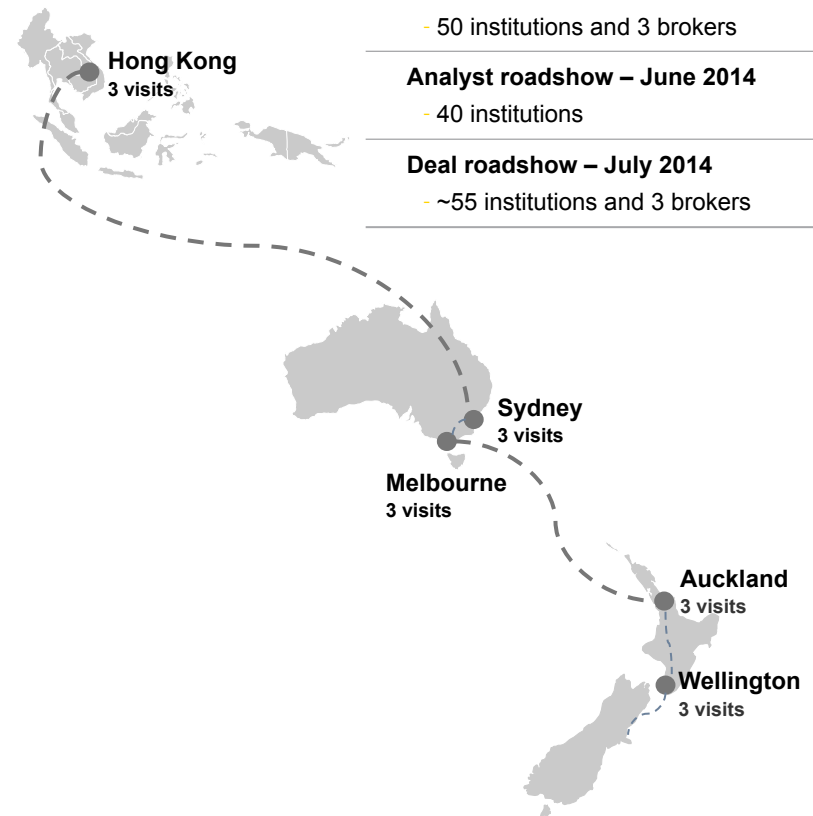 - 50 institutions and 3 brokers
Analyst roadshow – June 2014
- 40 institutions
Deal roadshow – July 2014
- ~55 institutions and 3 brokers
Hong Kong
3 visits
Sydney
3 visits
Melbourne
3 visits
Auckland
3 visits
Wellington
3 visits